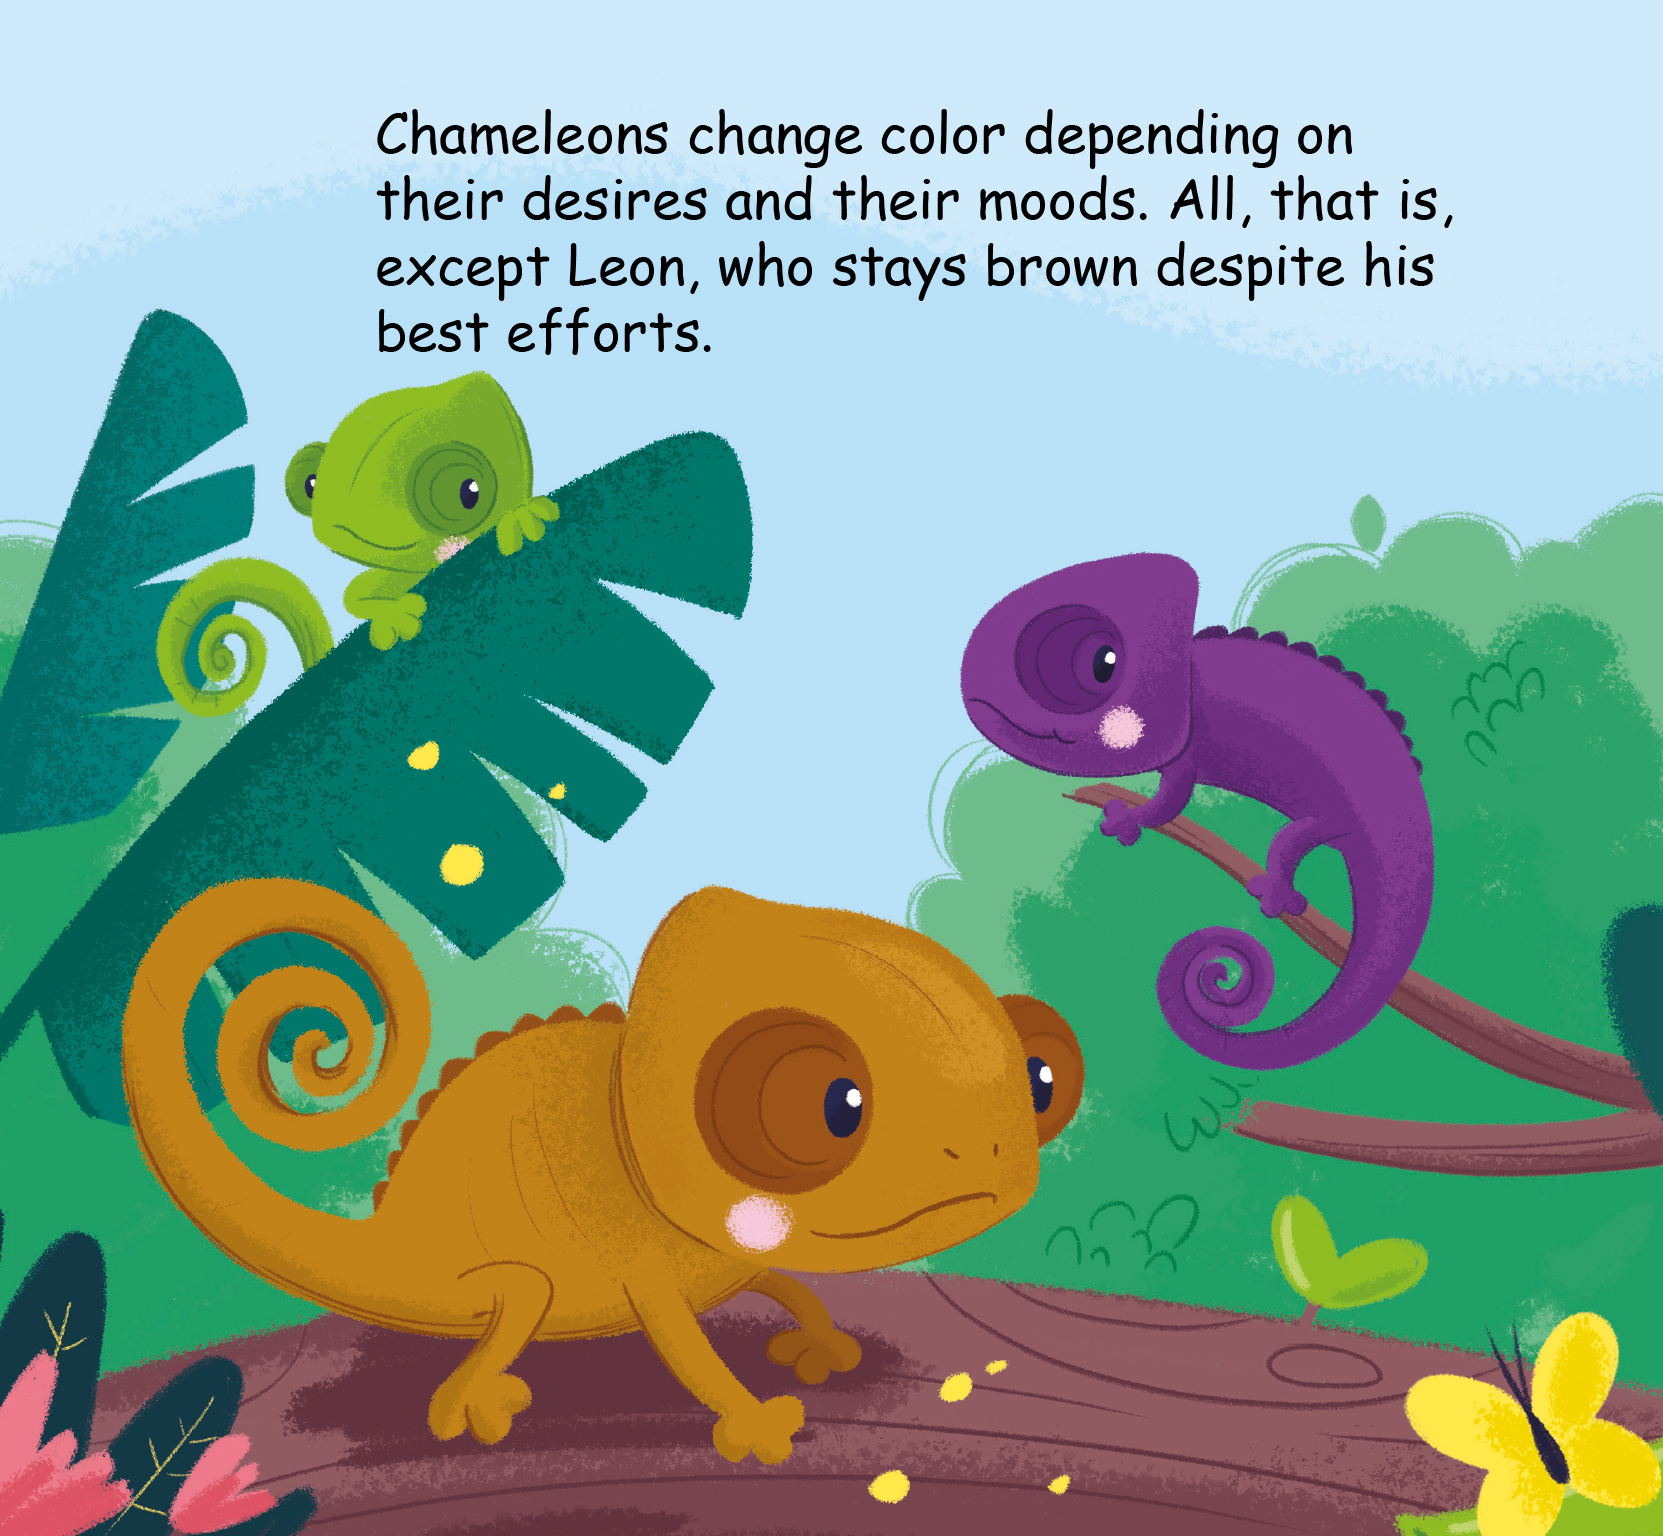 Chameleons change color depending on
their desires and their moods. All, that is,
except Leon, who stays brown despite his
best efforts.